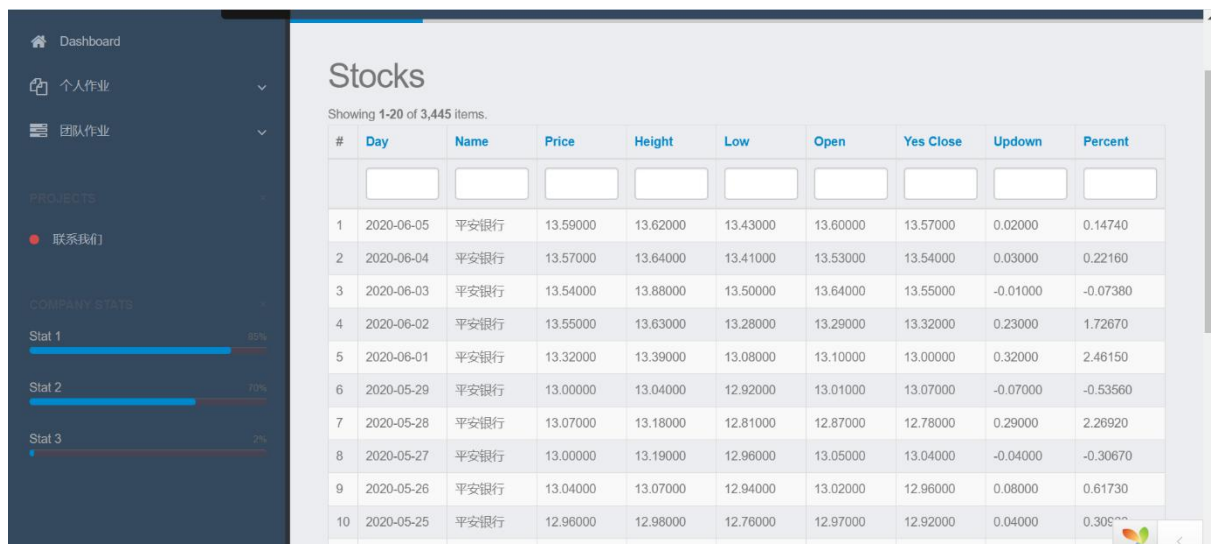 Dashboard
个人作业
团队作业
PROJECTS
联系我们
COMPANY STATS
Stat 1 85%
Stat 2 70%
Stat 3 2%
Stocks
Showing 1-20 of 3,445 items.
# Day Name Price Height Low Open Yes Close Updown Percent
1 2020-06-05 平安银行 13.59000 13.62000 13.43000 13.60000 13.57000 0.02000 0.14740
2 2020-06-04 平安银行 13.57000 13.64000 13.41000 13.53000 13.54000 0.03000 0.22160
3 2020-06-03 平安银行 13.54000 13.88000 13.50000 13.64000 13.55000 -0.01000 -0.07380
4 2020-06-02 平安银行 13.55000 13.63000 13.28000 13.29000 13.32000 0.23000 1.72670
5 2020-06-01 平安银行 13.32000 13.39000 13.08000 13.10000 13.00000 0.32000 2.46150
6 2020-05-29 平安银行 13.00000 13.04000 12.92000 13.01000 13.07000 -0.07000 -0.53560
7 2020-05-28 平安银行 13.07000 13.18000 12.81000 12.87000 12.78000 0.29000 2.26920
8 2020-05-27 平安银行 13.00000 13.19000 12.96000 13.05000 13.04000 -0.04000 -0.30670
9 2020-05-26 平安银行 13.04000 13.07000 12.94000 13.02000 12.96000 0.08000 0.61730
10 2020-05-25 平安银行 12.96000 12.98000 12.76000 12.97000 12.92000 0.04000